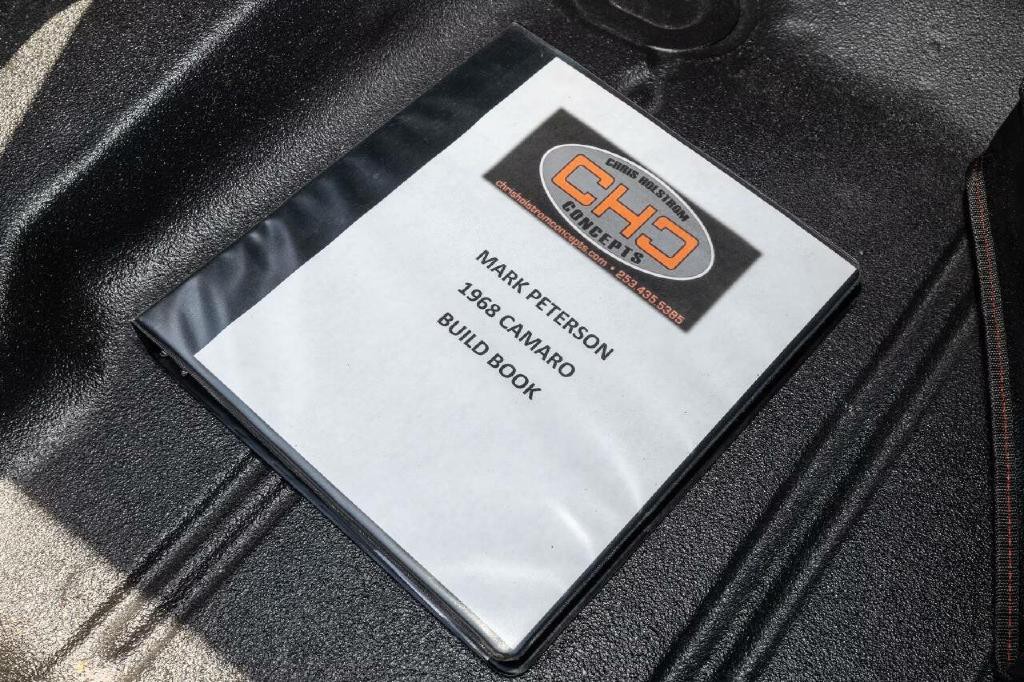 CHRIS HOLSTROM
CHC
CONCEPTS
chrisholstromconcepts.com • 253.435.5385
MARK PETERSON
1968 CAMARO
BUILD BOOK